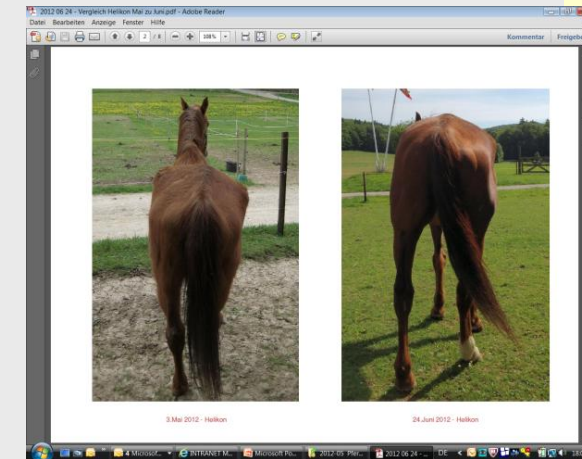 2012 06 24 - Vergleich Helikon Mai zu Juni.pdf - Adobe Reader
Datei Bearbeiten Anzeige Fenster Hilfe
2 / 8
108%
Kommentar
3.Mai 2012 - Helikon
24.Juni 2012 - Helikon
4 Microsof...
INTRANET M...
Microsoft Po...
2012 06 24 - ...
DE